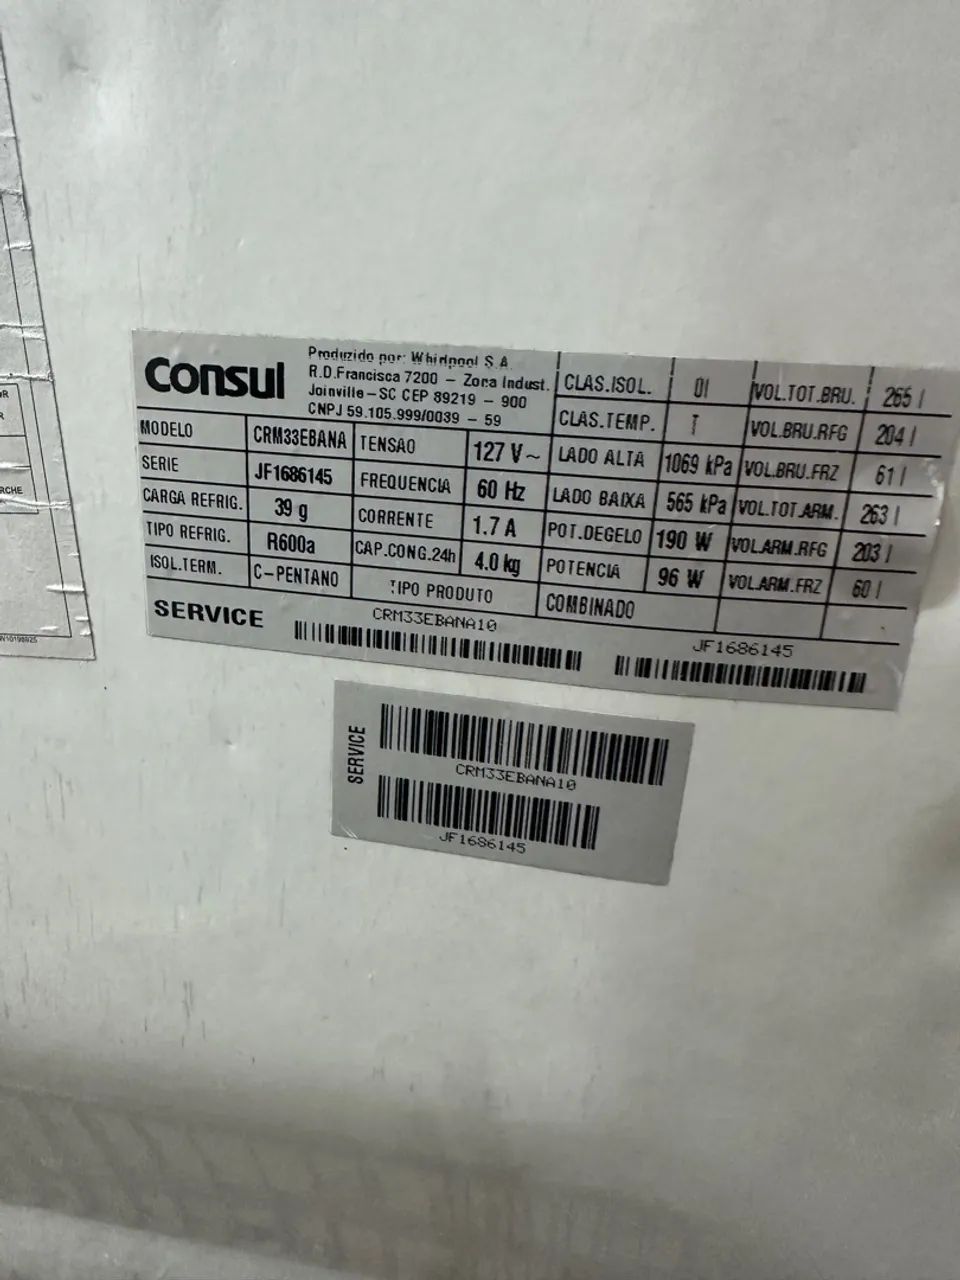 Consul
Produzido por: Whirlpool S.A.
R.D.Francisca 7200 - Zona Indust.
Joinville-SC CEP 89219 - 900
CNPJ 59.105.999/0039 - 59
MODELO CRM33EBANA
SERIE JF1686145
CARGA REFRIG. 39 g
TIPO REFRIG. R600a
ISOL.TERM. C-PENTANO
TENSAO 127 V~
FREQUENCIA 60 Hz
CORRENTE 1.7 A
CAP.CONG.24h 4.0 kg
TIPO PRODUTO COMBINADO
CLAS.ISOL. 01
CLAS.TEMP. T
LADO ALTA 1069 kPa
LADO BAIXA 565 kPa
POT.DEGELO 190 W
POTENCIA 96 W
VOL.TOT.BRU. 265 l
VOL.BRU.RFG 204 l
VOL.BRU.FRZ 61 l
VOL.TOT.ARM. 263 l
VOL.ARM.RFG 203 l
VOL.ARM.FRZ 60 l
SERVICE CRM33EBANA10 JF1686145
SERVICE
CRM33EBANA10
JF1686145